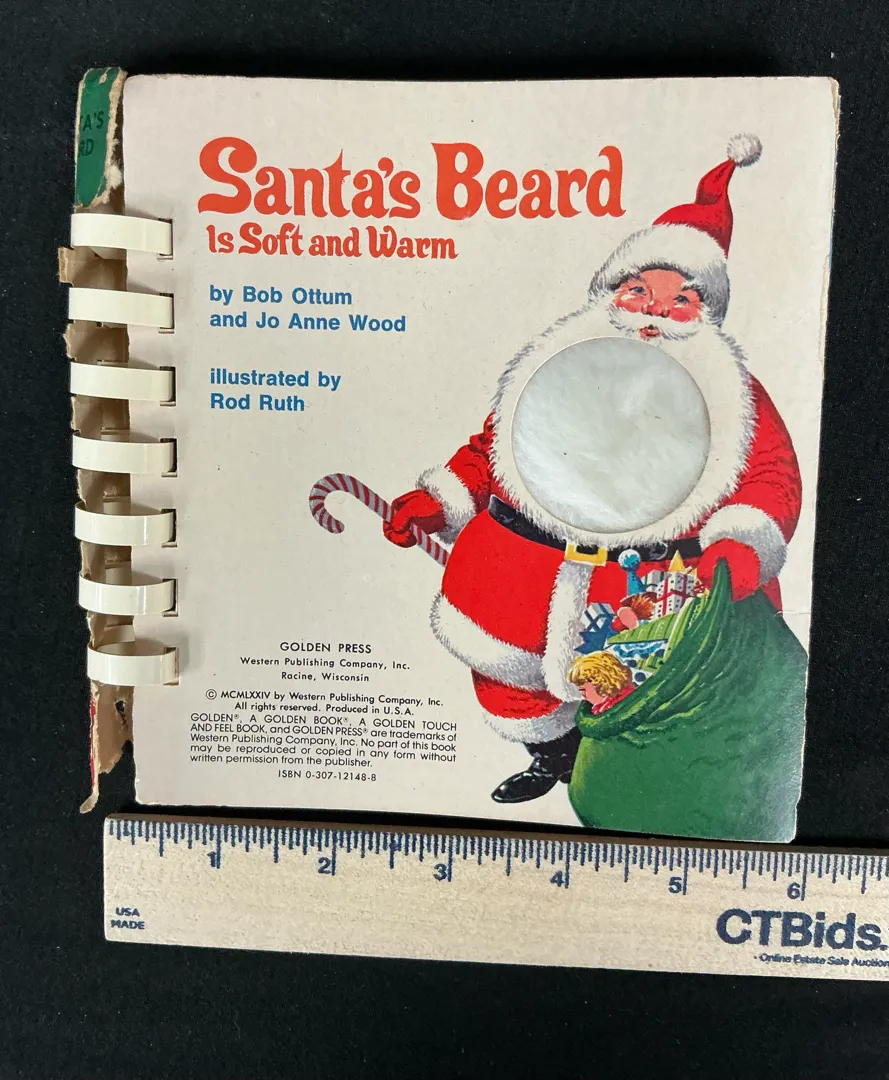 'A'S
RD
Santa's Beard
Is Soft and Warm
by Bob Ottum
and Jo Anne Wood
illustrated by
Rod Ruth
GOLDEN PRESS
Western Publishing Company, Inc.
Racine, Wisconsin
© MCMLXXIV by Western Publishing Company, Inc.
All rights reserved. Produced in U.S.A.
GOLDEN®, A GOLDEN BOOK®, A GOLDEN TOUCH
AND FEEL BOOK, and GOLDEN PRESS® are trademarks of
Western Publishing Company, Inc. No part of this book
may be reproduced or copied in any form without
written permission from the publisher.
ISBN 0-307-12148-8
1 2 3 4 5 6
USA
MADE
CTBids.
· Online Estate Sale Auction